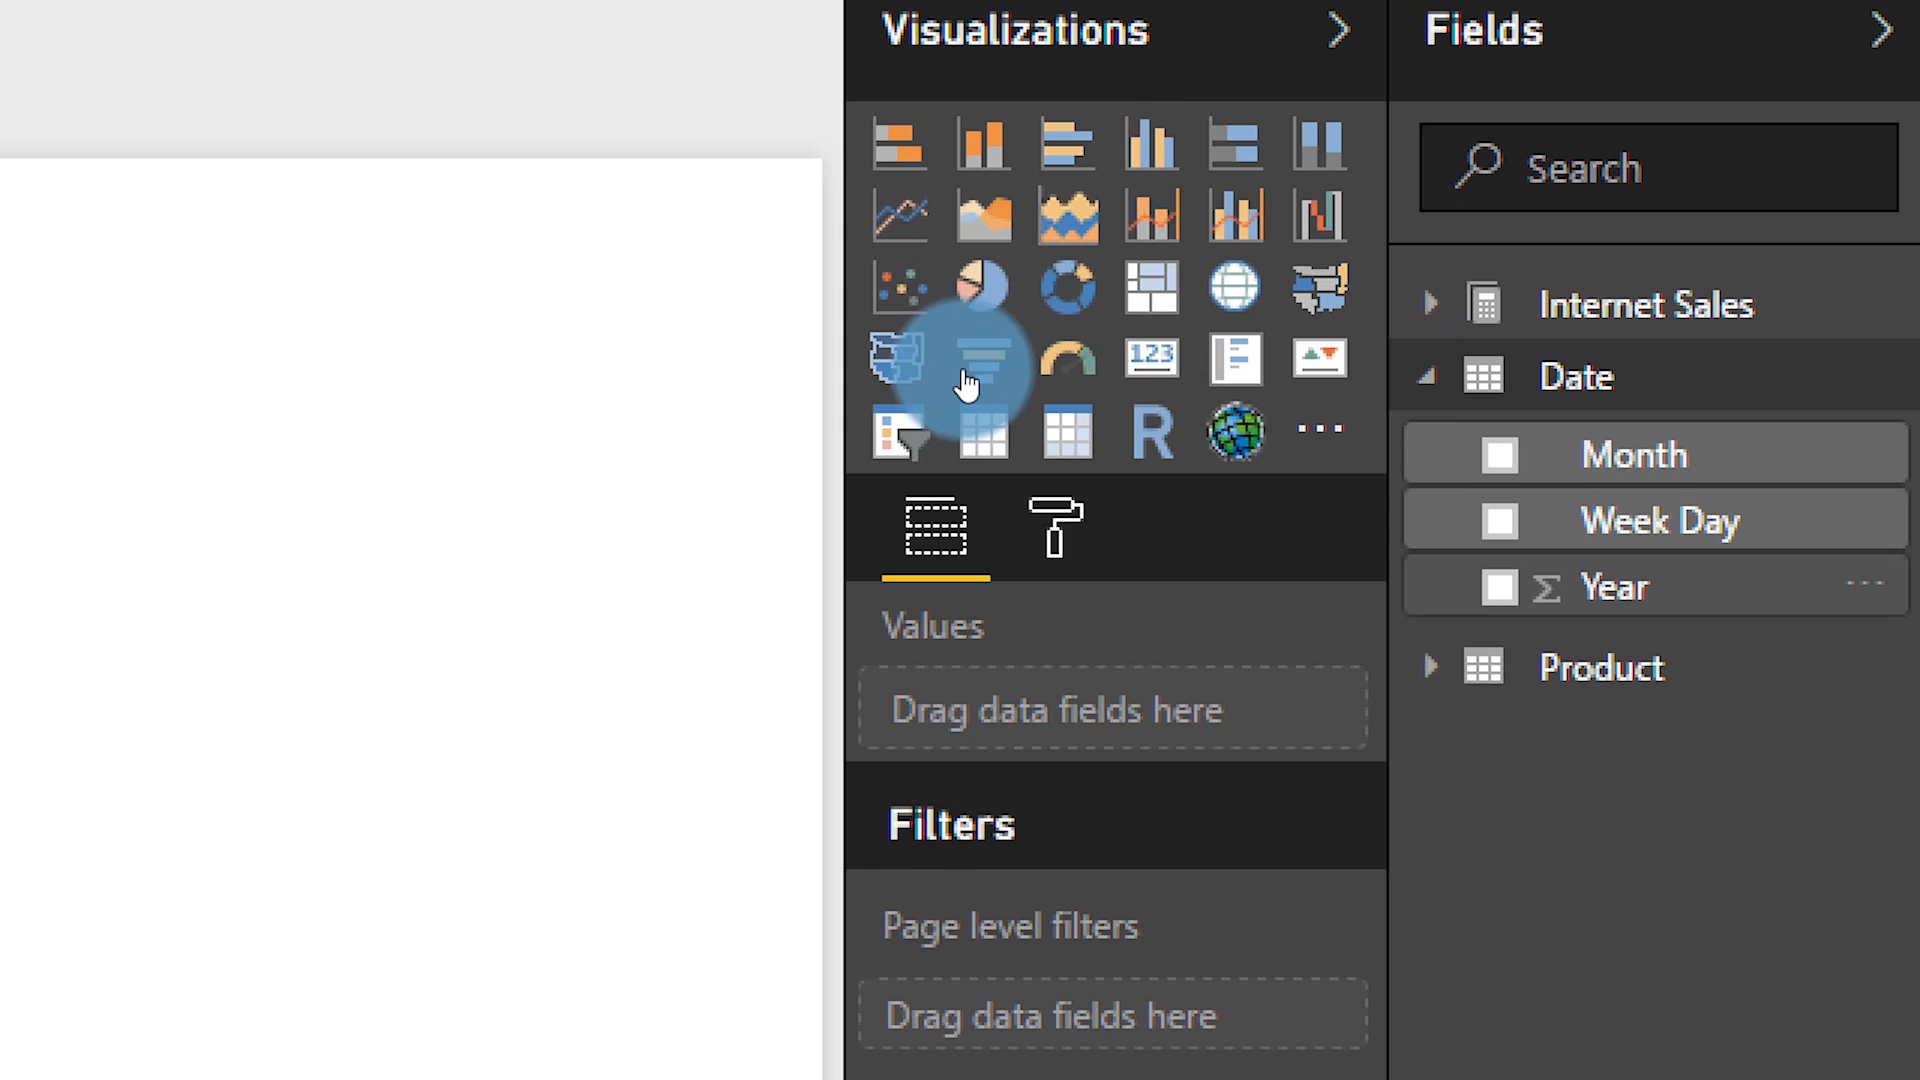 Visualizations
Fields
Search
Internet Sales
Date
123
Month
R
Week Day
Year
Values
Product
Drag data fields here
Filters
Page level filters
Drag data fields here